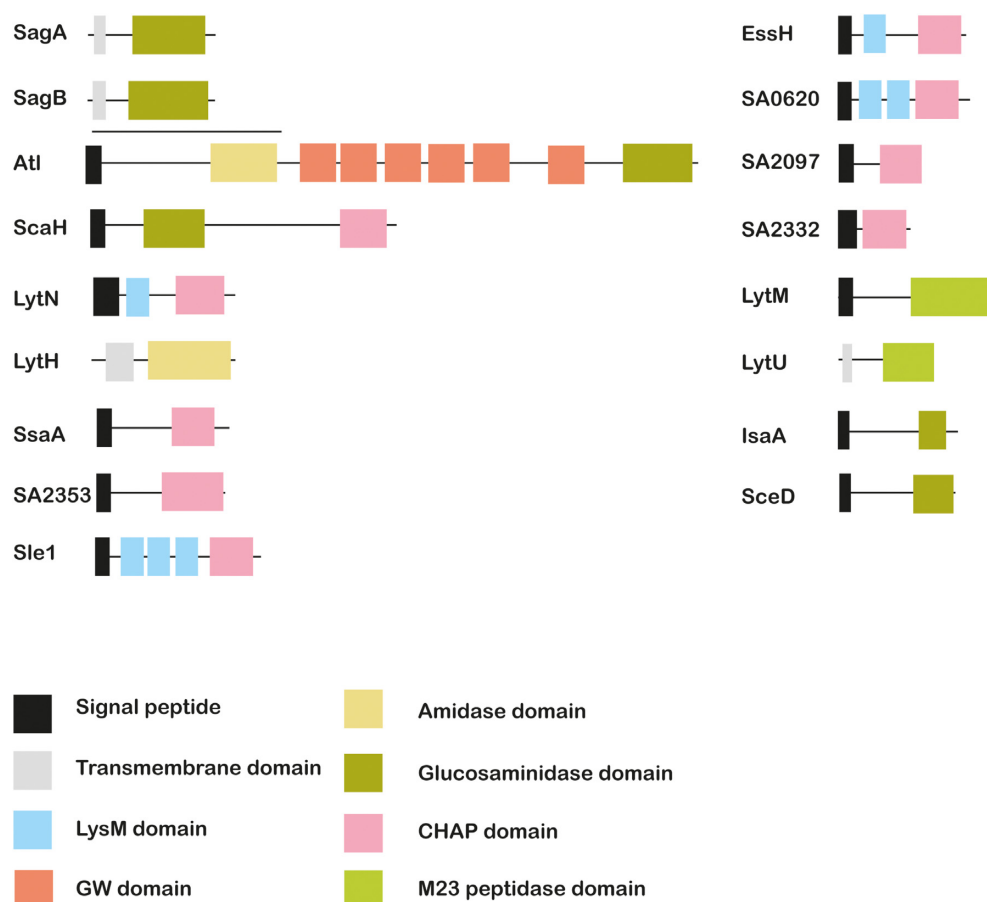 SagA
SagB
Atl
ScaH
LytN
LytH
SsaA
SA2353
Sle1
EssH
SA0620
SA2097
SA2332
LytM
LytU
IsaA
SceD
Signal peptide
Transmembrane domain
LysM domain
GW domain
Amidase domain
Glucosaminidase domain
CHAP domain
M23 peptidase domain